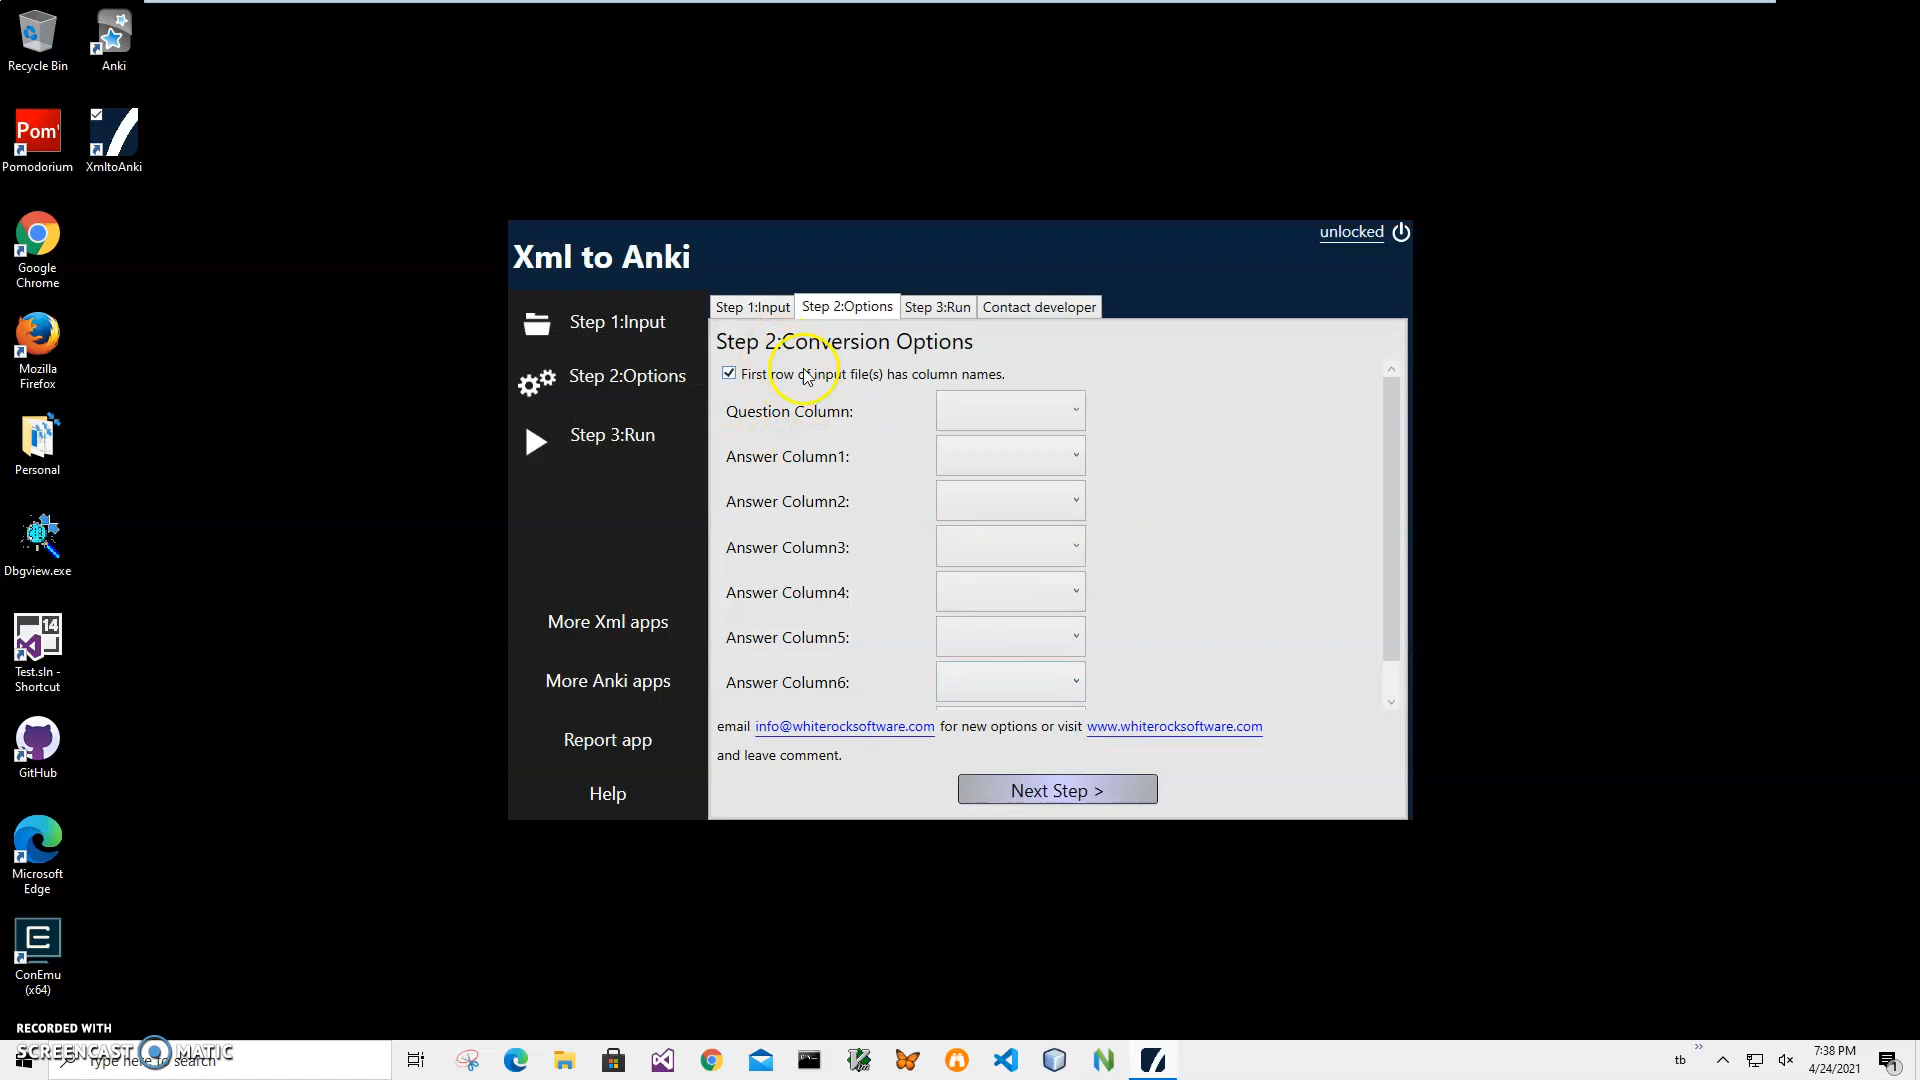 Recycle Bin
Anki
Pom'
Pomodorium
XmltoAnki
Google
Chrome
Mozilla
Firefox
Personal
Dbgview.exe
14
Test.sln -
Shortcut
GitHub
Microsoft
Edge
ConEmu
(x64)
unlocked
Xml to Anki
Step 1:Input
Step 2:Options
Step 3:Run
More Xml apps
More Anki apps
Report app
Help
Step 1:Input
Step 2:Options
Step 3:Run
Contact developer
Step 2:Conversion Options
First row of input file(s) has column names.
Question Column:
Answer Column1:
Answer Column2:
Answer Column3:
Answer Column4:
Answer Column5:
Answer Column6:
email info@whiterocksoftware.com for new options or visit www.whiterocksoftware.com
and leave comment.
Next Step >
RECORDED WITH
SCREENCAST MATIC
Type here to search
tb
7:38 PM
4/24/2021
1